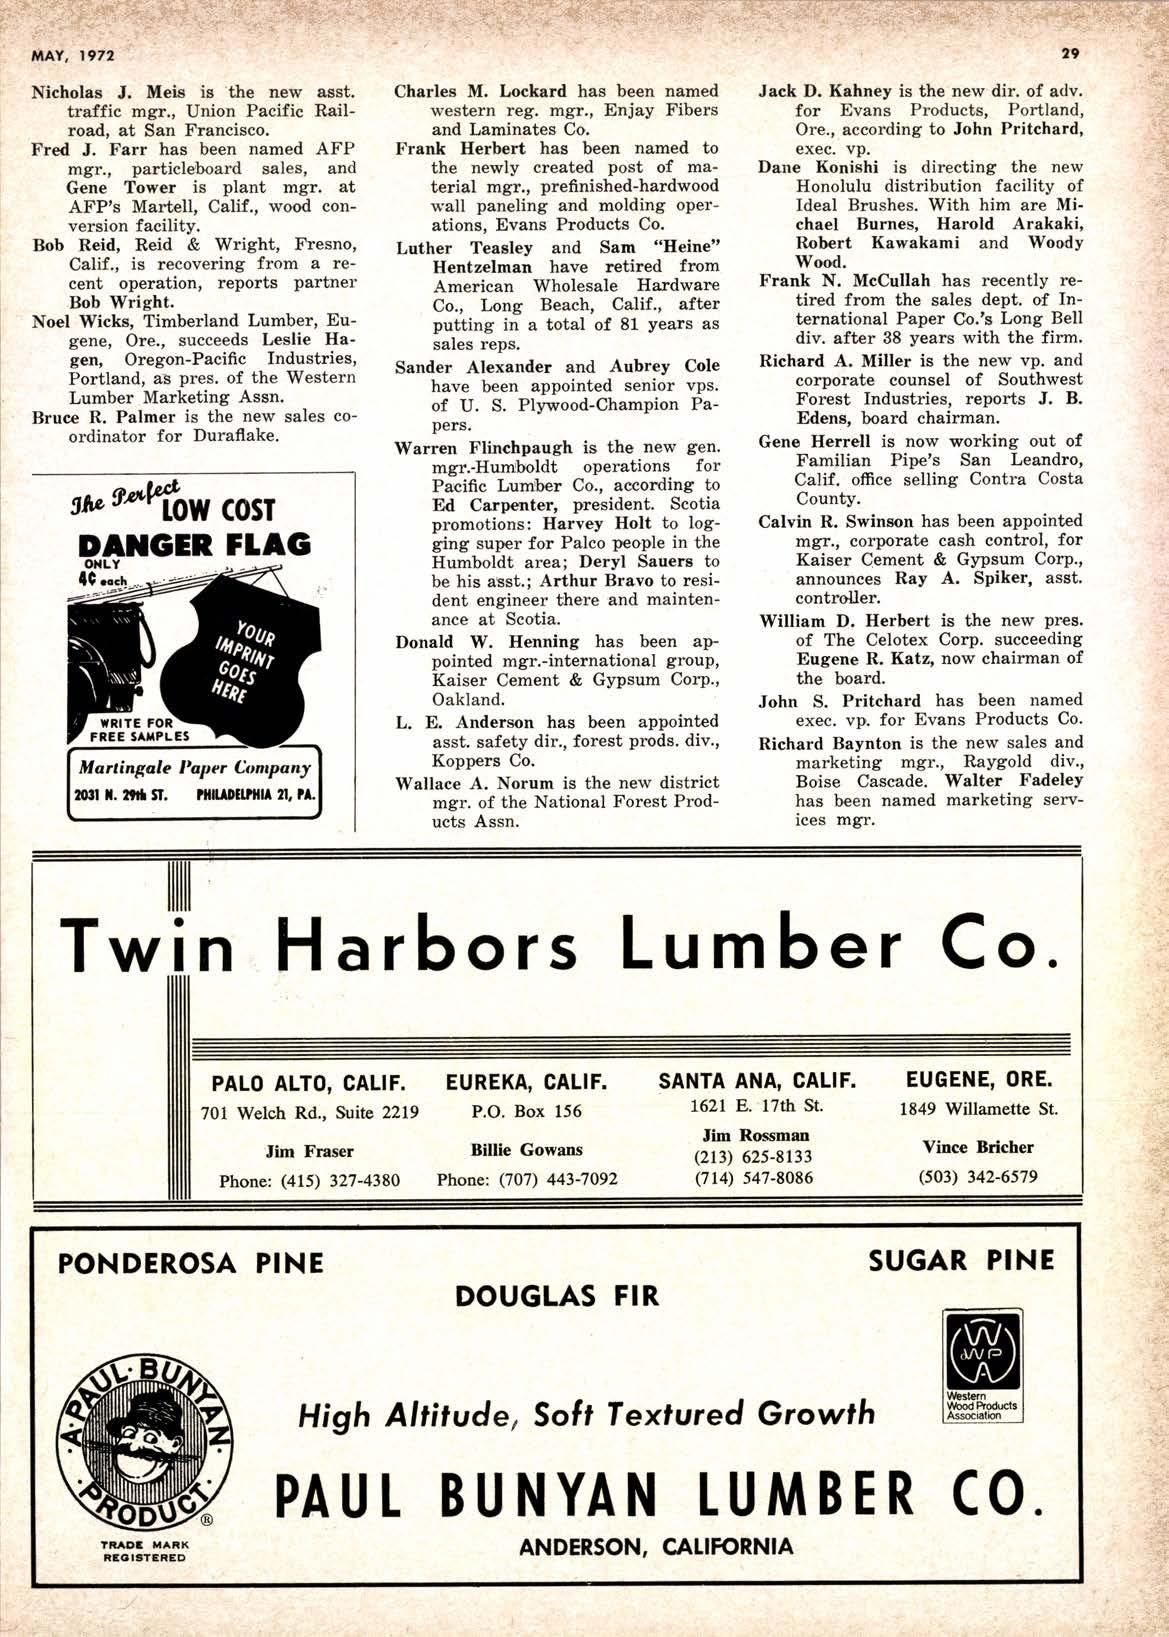 MAY, 1972
29
Nicholas J. Meis is the new asst.
traffic mgr., Union Pacific Rail-
road, at San Francisco.
Fred J. Farr has been named AFP
mgr., particleboard sales, and
Gene Tower is plant mgr. at
AFP's Martell, Calif., wood con-
version facility.
Bob Reid, Reid & Wright, Fresno,
Calif., is recovering from a re-
cent operation, reports partner
Bob Wright.
Noel Wicks, Timberland Lumber, Eu-
gene, Ore., succeeds Leslie Ha-
gen, Oregon-Pacific Industries,
Portland, as pres. of the Western
Lumber Marketing Assn.
Bruce R. Palmer is the new sales co-
ordinator for Duraflake.
The Perfect
LOW COST
DANGER FLAG
ONLY
4¢ each
YOUR
IMPRINT
GOES
HERE
WRITE FOR
FREE SAMPLES
Martingale Paper Company
2031 N. 29th ST. PHILADELPHIA 21, PA.
Charles M. Lockard has been named
western reg. mgr., Enjay Fibers
and Laminates Co.
Frank Herbert has been named to
the newly created post of ma-
terial mgr., prefinished-hardwood
wall paneling and molding oper-
ations, Evans Products Co.
Luther Teasley and Sam "Heine"
Hentzelman have retired from
American Wholesale Hardware
Co., Long Beach, Calif., after
putting in a total of 81 years as
sales reps.
Sander Alexander and Aubrey Cole
have been appointed senior vps.
of U. S. Plywood-Champion Pa-
pers.
Warren Flinchpaugh is the new gen.
mgr.-Humboldt operations for
Pacific Lumber Co., according to
Ed Carpenter, president. Scotia
promotions: Harvey Holt to log-
ging super for Palco people in the
Humboldt area; Deryl Sauers to
be his asst.; Arthur Bravo to resi-
dent engineer there and mainten-
ance at Scotia.
Donald W. Henning has been ap-
pointed mgr.-international group,
Kaiser Cement & Gypsum Corp.,
Oakland.
L. E. Anderson has been appointed
asst. safety dir., forest prods. div.,
Koppers Co.
Wallace A. Norum is the new district
mgr. of the National Forest Prod-
ucts Assn.
Jack D. Kahney is the new dir. of adv.
for Evans Products, Portland,
Ore., according to John Pritchard,
exec. vp.
Dane Konishi is directing the new
Honolulu distribution facility of
Ideal Brushes. With him are Mi-
chael Burnes, Harold Arakaki,
Robert Kawakami and Woody
Wood.
Frank N. McCullah has recently re-
tired from the sales dept. of In-
ternational Paper Co.'s Long Bell
div. after 38 years with the firm.
Richard A. Miller is the new vp. and
corporate counsel of Southwest
Forest Industries, reports J. B.
Edens, board chairman.
Gene Herrell is now working out of
Familian Pipe's San Leandro,
Calif. office selling Contra Costa
County.
Calvin R. Swinson has been appointed
mgr., corporate cash control, for
Kaiser Cement & Gypsum Corp.,
announces Ray A. Spiker, asst.
controller.
William D. Herbert is the new pres.
of The Celotex Corp. succeeding
Eugene R. Katz, now chairman of
the board.
John S. Pritchard has been named
exec. vp. for Evans Products Co.
Richard Baynton is the new sales and
marketing mgr., Raygold div.,
Boise Cascade. Walter Fadeley
has been named marketing serv-
ices mgr.
Twin Harbors Lumber Co.
PALO ALTO, CALIF.
701 Welch Rd., Suite 2219
Jim Fraser
Phone: (415) 327-4380
EUREKA, CALIF.
P.O. Box 156
Billie Gowans
Phone: (707) 443-7092
SANTA ANA, CALIF.
1621 E. 17th St.
Jim Rossman
(213) 625-8133
(714) 547-8086
EUGENE, ORE.
1849 Willamette St.
Vince Bricher
(503) 342-6579
PONDEROSA PINE
SUGAR PINE
DOUGLAS FIR
WWPA
Western
Wood Products
Association
A·PAUL·BUNYAN·
·PRODUCT·
®
TRADE MARK
REGISTERED
High Altitude, Soft Textured Growth
PAUL BUNYAN LUMBER CO.
ANDERSON, CALIFORNIA